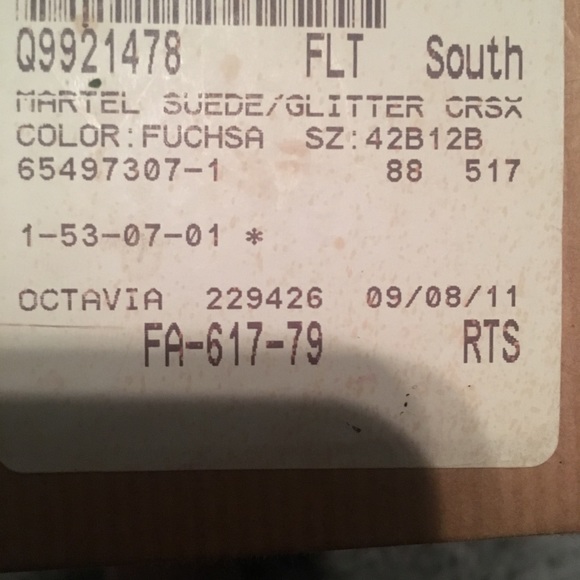 Q9921478 FLT South
MARTEL SUEDE/GLITTER CRSX
COLOR:FUCHSA SZ:42B12B
65497307-1 88 517
1-53-07-01 *
OCTAVIA 229426 09/08/11
FA-617-79 RTS